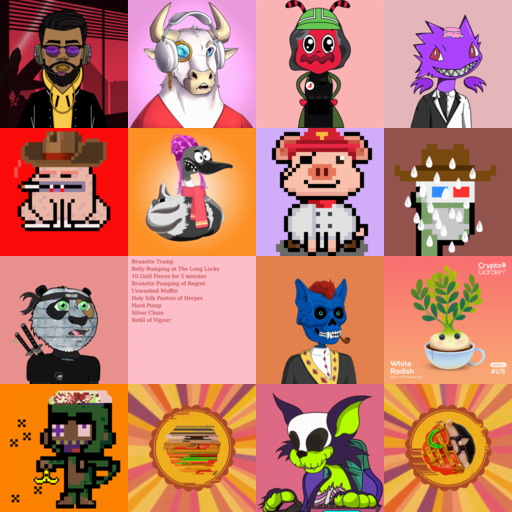 Brunette Trump
Belly-Bumping at The Long Locks
10 Gold Pieces for 5 minutes
Brunette Pumping of Regret
Unwashed Muffin
Holy Silk Panties of Herpes
Hard Pump
Silver Chain
Refill of Vigour
Crypto
Garden
White
Radish
#1/5